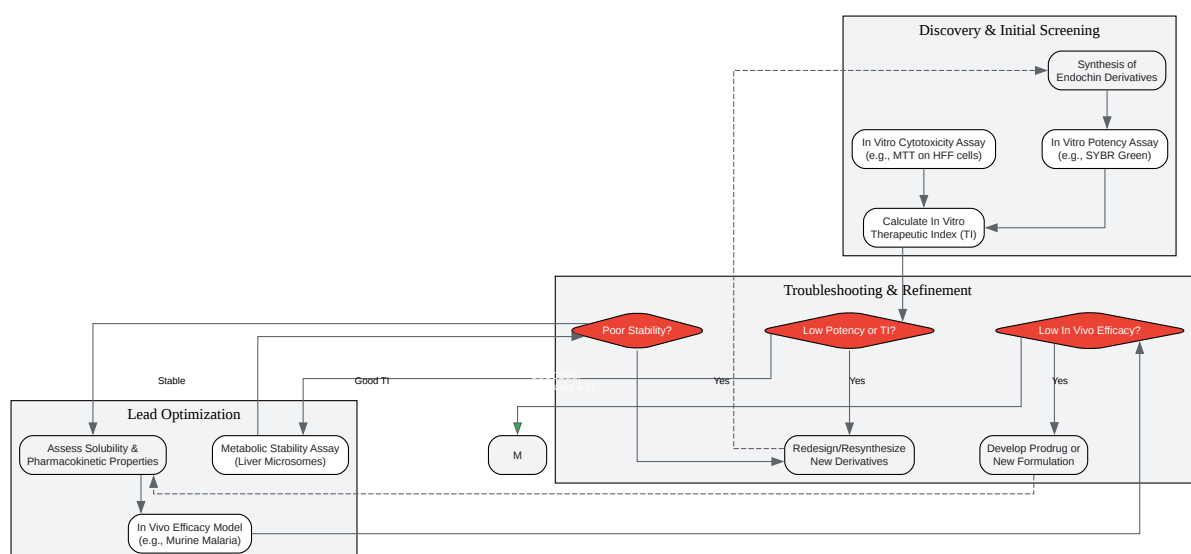 Discovery & Initial Screening
Synthesis of
Endochin Derivatives
In Vitro Cytotoxicity Assay
(e.g., MTT on HFF cells)
In Vitro Potency Assay
(e.g., SYBR Green)
Calculate In Vitro
Therapeutic Index (TI)
Troubleshooting & Refinement
Poor Stability?
Low Potency or TI?
Low In Vivo Efficacy?
Stable
Good TI
Yes
Yes
Yes
Lead Optimization
Assess Solubility &
Pharmacokinetic Properties
Metabolic Stability Assay
(Liver Microsomes)
M
Redesign/Resynthesize
New Derivatives
Develop Prodrug or
New Formulation
In Vivo Efficacy Model
(e.g., Murine Malaria)